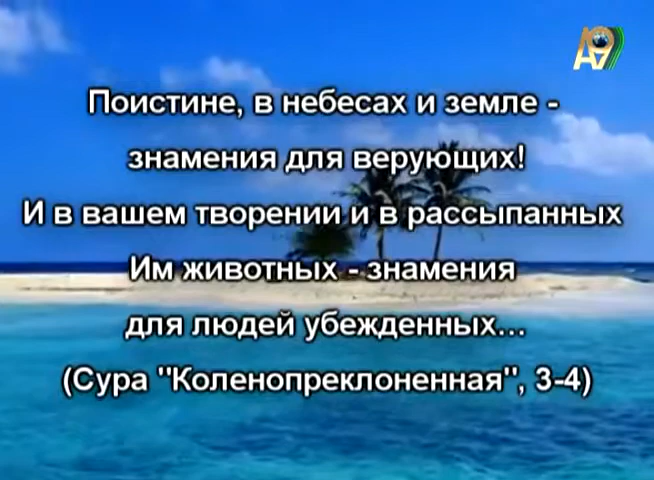 A9
Поистине, в небесах и земле -
знамения для верующих!
И в вашем творении и в рассыпанных
Им животных - знамения
для людей убежденных...
(Сура "Коленопреклоненная", 3-4)